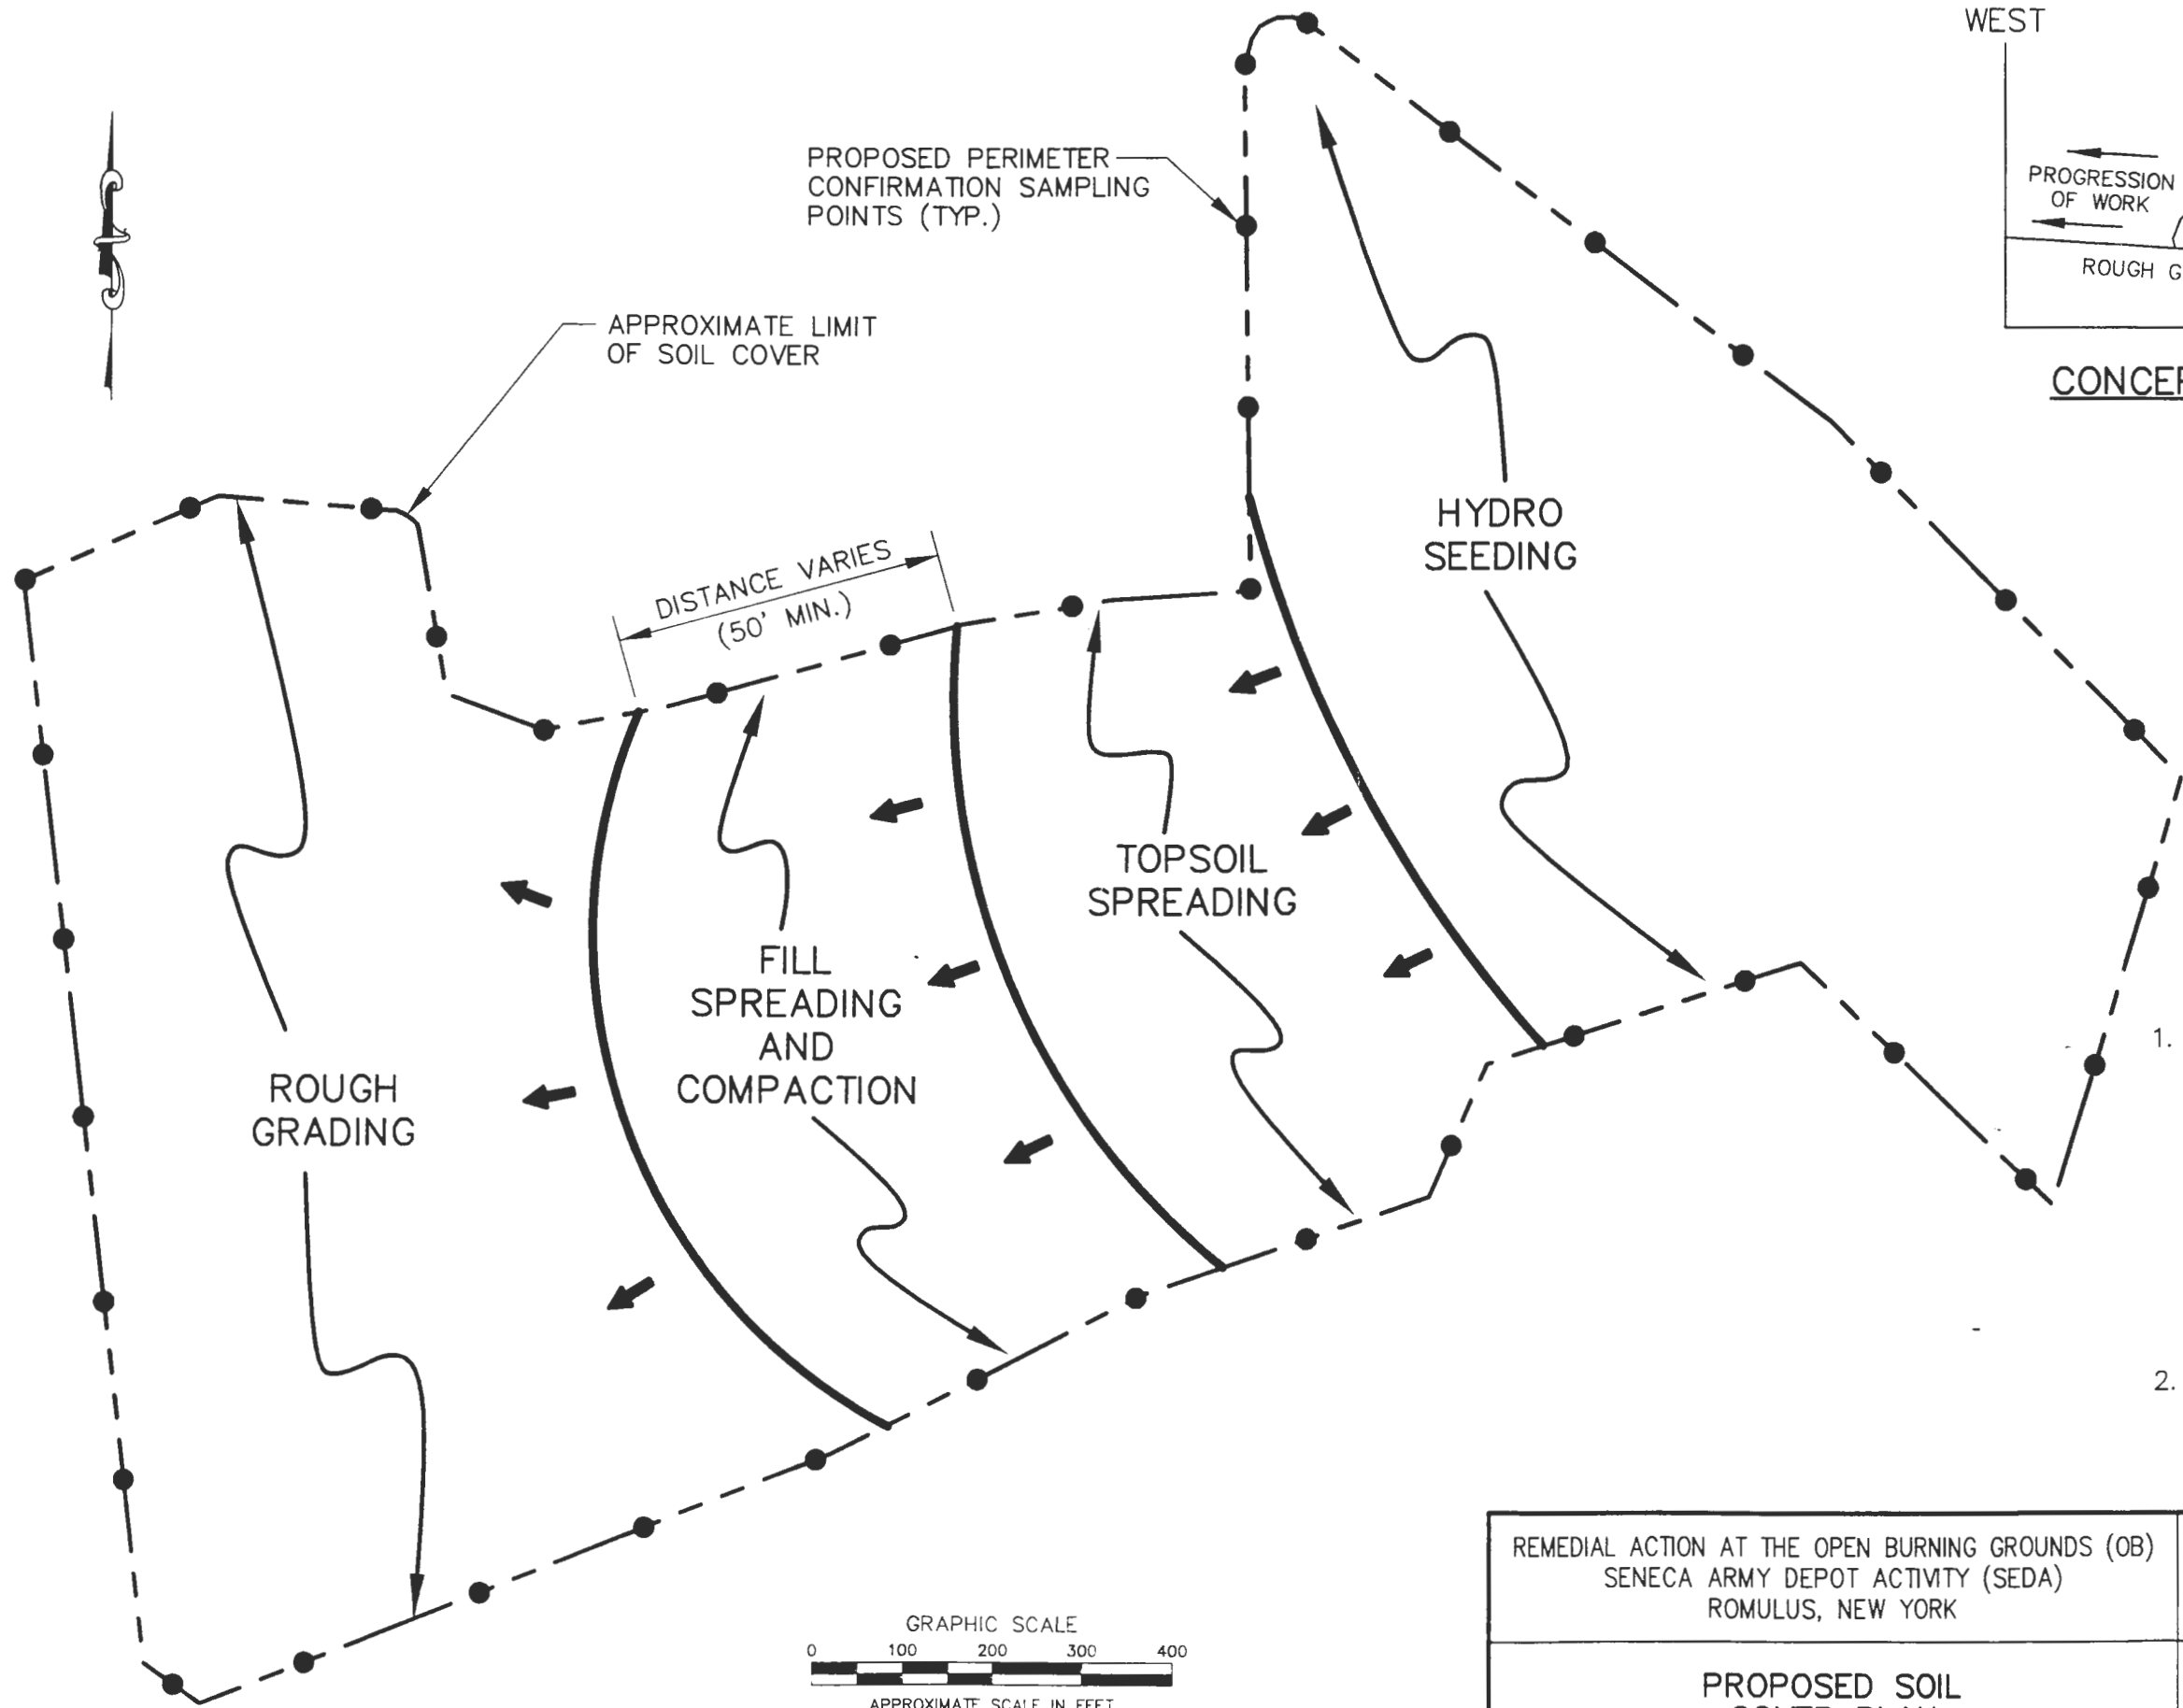 WEST
PROGRESSION
OF WORK
ROUGH G
PROPOSED PERIMETER
CONFIRMATION SAMPLING
POINTS (TYP.)
APPROXIMATE LIMIT
OF SOIL COVER
HYDRO
SEEDING
DISTANCE VARIES
(50' MIN.)
TOPSOIL
SPREADING
FILL
SPREADING
AND
COMPACTION
ROUGH
GRADING
1.
2.
GRAPHIC SCALE
0 100 200 300 400
APPROXIMATE SCALE IN FEET
REMEDIAL ACTION AT THE OPEN BURNING GROUNDS (OB)
SENECA ARMY DEPOT ACTIVITY (SEDA)
ROMULUS, NEW YORK
PROPOSED SOIL